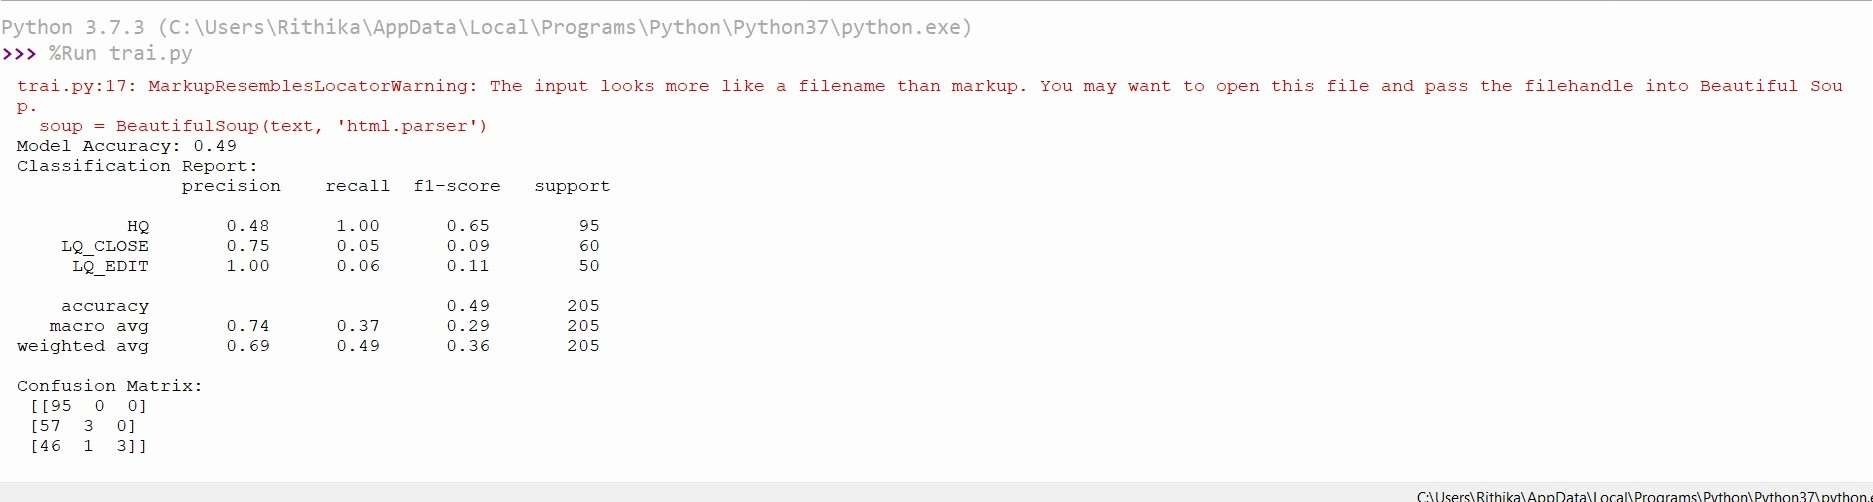 Python 3.7.3 (C:\Users\Rithika\AppData\Local\Programs\Python\Python37\python.exe)
>>> %Run trai.py
trai.py:17: MarkupResemblesLocatorWarning: The input looks more like a filename than markup. You may want to open this file and pass the filehandle into Beautiful Sou
p.
soup = BeautifulSoup(text, 'html.parser')
Model Accuracy: 0.49
Classification Report:
precision recall f1-score support
HQ 0.48 1.00 0.65 95
LQ_CLOSE 0.75 0.05 0.09 60
LQ_EDIT 1.00 0.06 0.11 50
accuracy 0.49 205
macro avg 0.74 0.37 0.29 205
weighted avg 0.69 0.49 0.36 205
Confusion Matrix:
[[95 0 0]
[57 3 0]
[46 1 3]]
C:\Users\Rithika\AppData\Local\Programs\Python\Python37\python.e